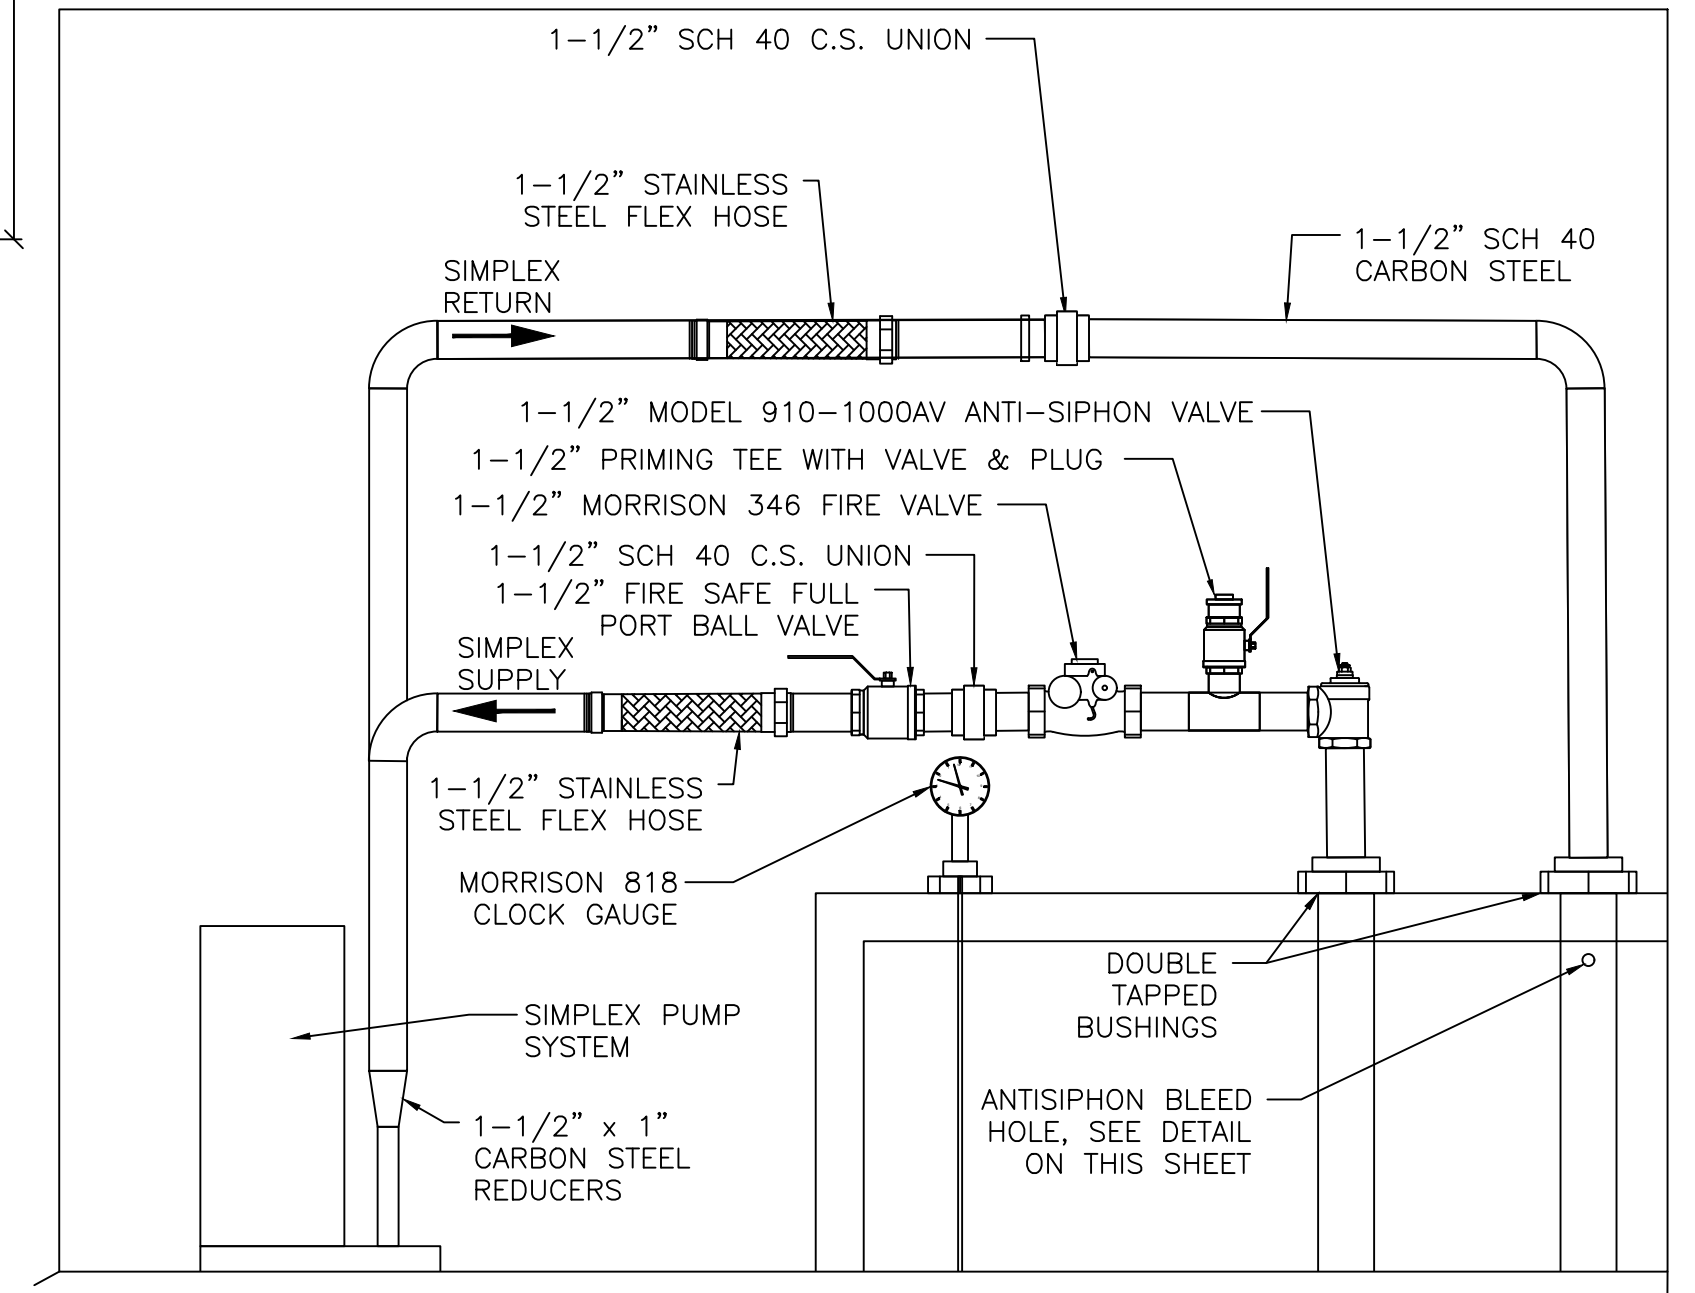 1-1/2" SCH 40 C.S. UNION
1-1/2" STAINLESS
STEEL FLEX HOSE
1-1/2" SCH 40
CARBON STEEL
SIMPLEX
RETURN
1-1/2" MODEL 910-1000AV ANTI-SIPHON VALVE
1-1/2" PRIMING TEE WITH VALVE & PLUG
1-1/2" MORRISON 346 FIRE VALVE
1-1/2" SCH 40 C.S. UNION
1-1/2" FIRE SAFE FULL
PORT BALL VALVE
SIMPLEX
SUPPLY
1-1/2" STAINLESS
STEEL FLEX HOSE
MORRISON 818
CLOCK GAUGE
DOUBLE
TAPPED
BUSHINGS
SIMPLEX PUMP
SYSTEM
ANTISIPHON BLEED
HOLE, SEE DETAIL
ON THIS SHEET
1-1/2" x 1"
CARBON STEEL
REDUCERS